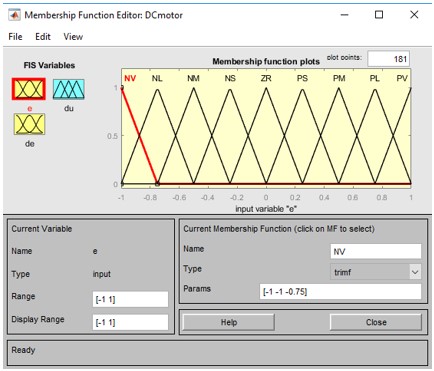 Membership Function Editor: DCmotor
File Edit View
FIS Variables
e
du
de
Membership function plots
plot points:
181
NV NL NM NS ZR PS PM PL PV
1
0.5
0
-1 -0.8 -0.6 -0.4 -0.2 0 0.2 0.4 0.6 0.8 1
input variable "e"
Current Variable
Name e
Type input
Range [-1 1]
Display Range [-1 1]
Current Membership Function (click on MF to select)
Name NV
Type trimf
Params [-1 -1 -0.75]
Help Close
Ready